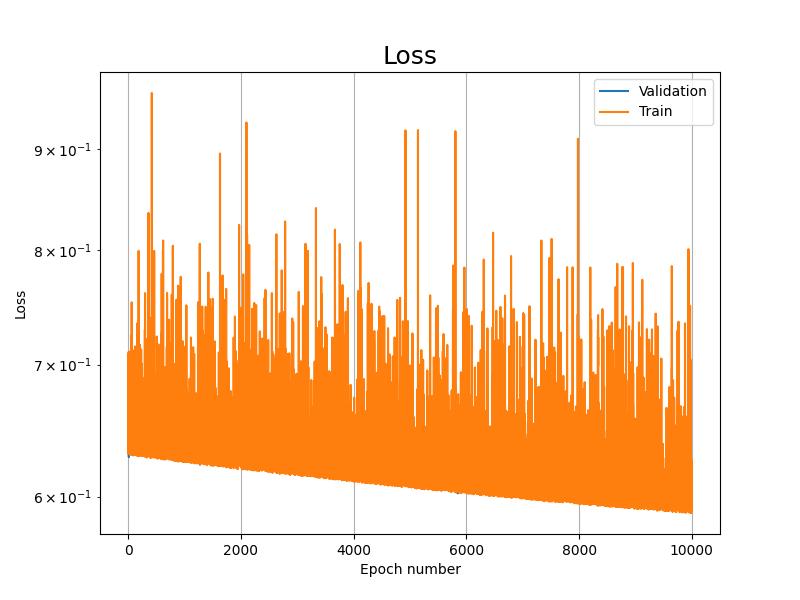 Loss
Validation
Train
9 × 10⁻¹
8 × 10⁻¹
7 × 10⁻¹
6 × 10⁻¹
Loss
0 2000 4000 6000 8000 10000
Epoch number